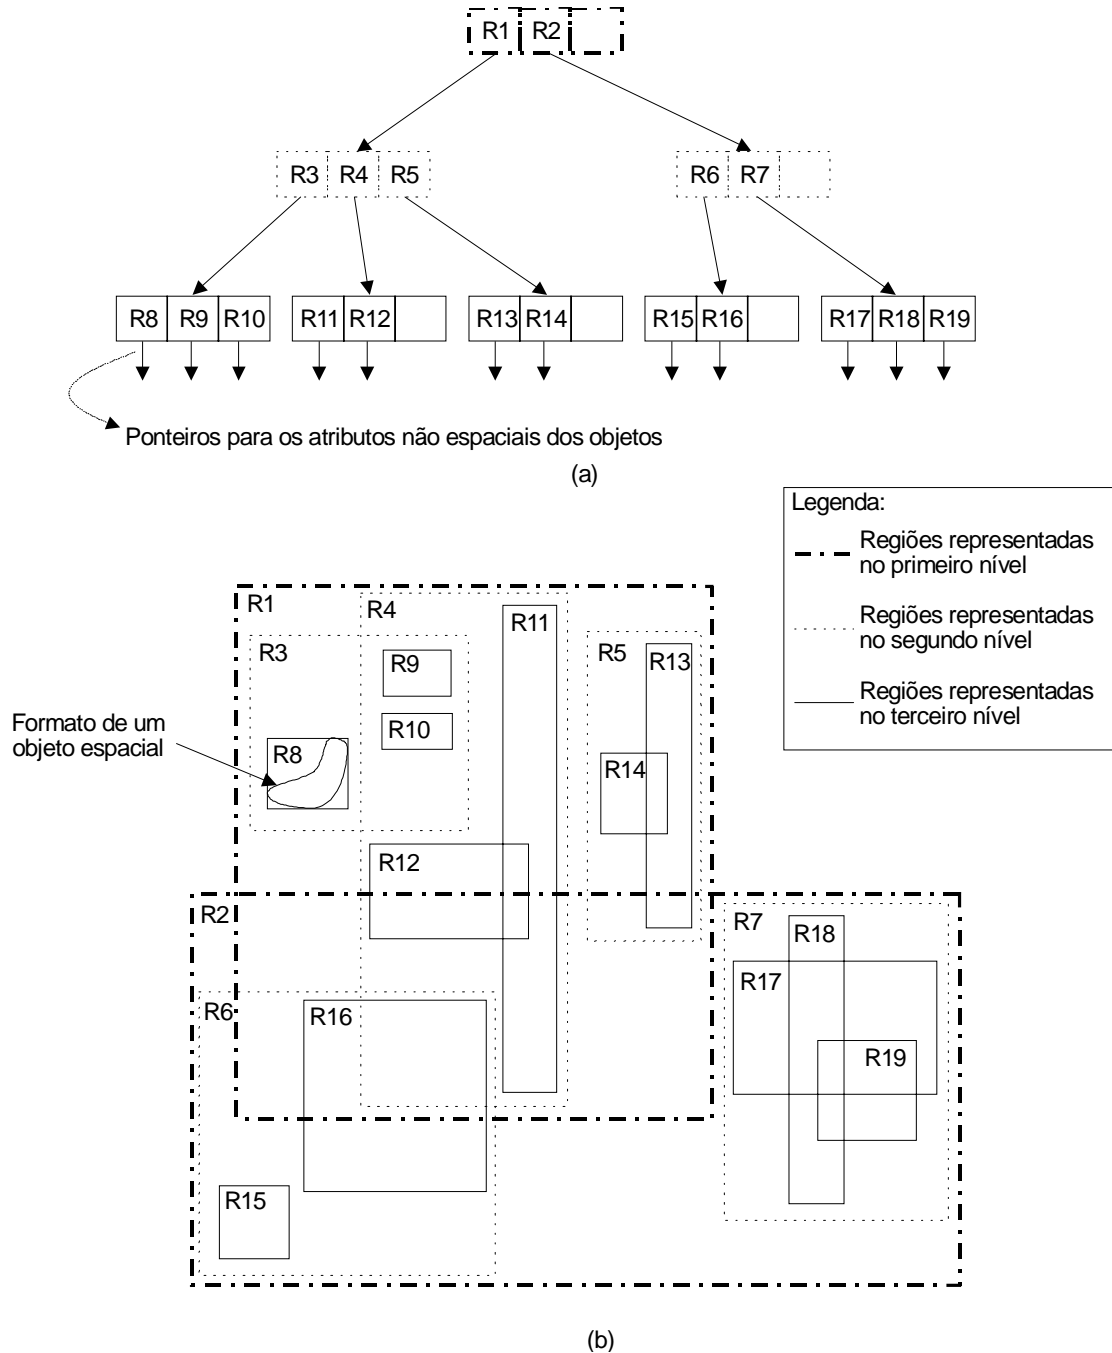 R1 R2
R3 R4 R5 R6 R7
R8 R9 R10 R11 R12 R13 R14 R15 R16 R17 R18 R19
Ponteiros para os atributos não espaciais dos objetos
(a)
Legenda:
Regiões representadas
no primeiro nível
Regiões representadas
no segundo nível
Regiões representadas
no terceiro nível
R1
R4
R11
R3
R9
R5
R13
Formato de um
objeto espacial
R10
R8
R14
R12
R2
R7
R18
R17
R6
R16
R19
R15
(b)